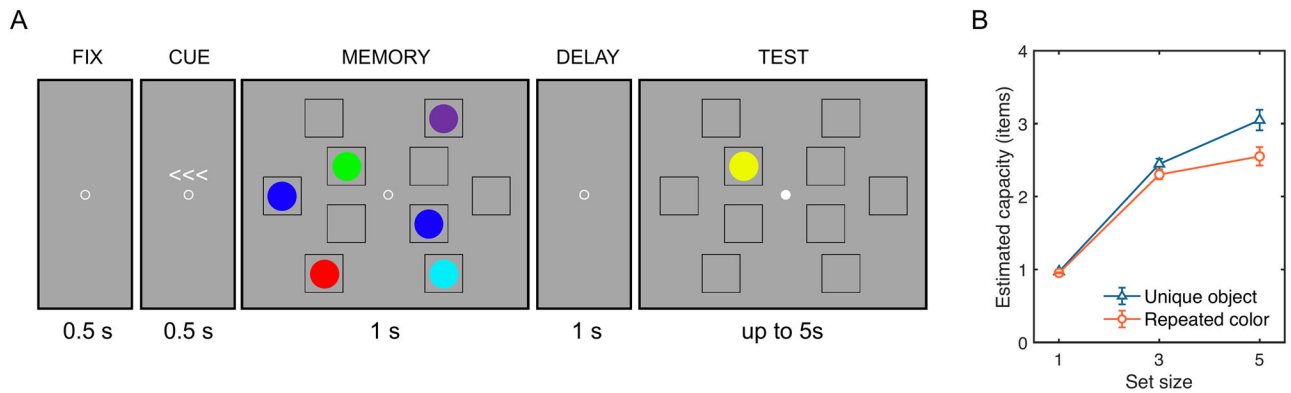 A
FIX
CUE
MEMORY
DELAY
TEST
<<<
0.5 s
0.5 s
1 s
1 s
up to 5s
B
Estimated capacity (items)
4
3
2
1
0
Unique object
Repeated color
1
3
5
Set size